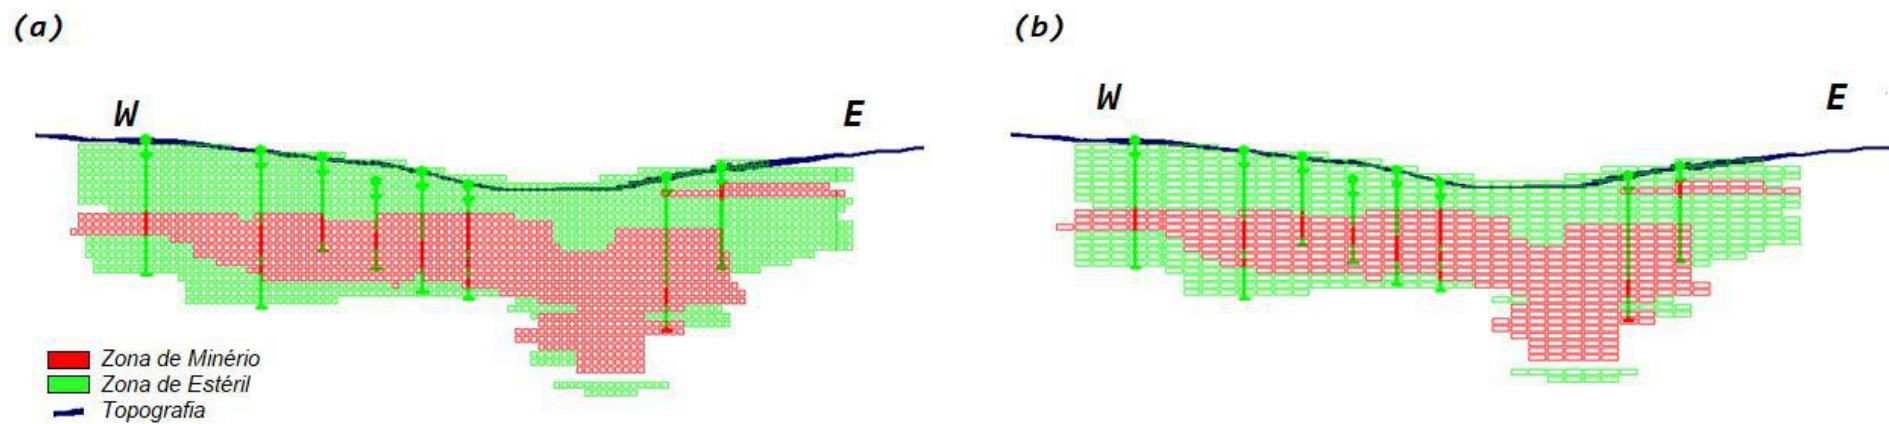 (a)
(b)
W
E
W
E
Zona de Minério
Zona de Estéril
Topografia